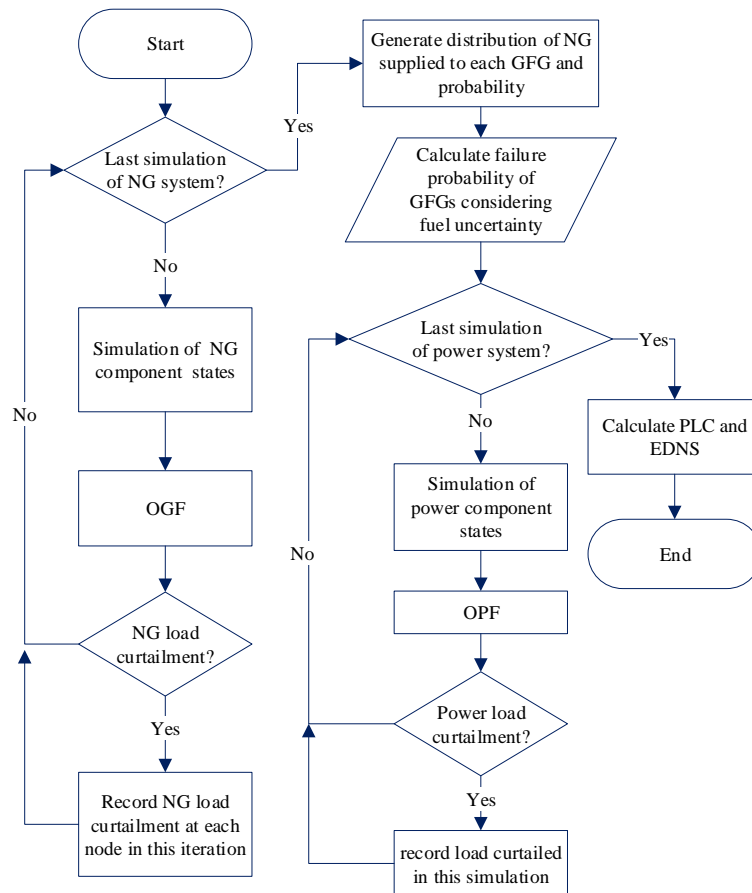 Start
Last simulation
of NG system?
Yes
No
Simulation of NG
component states
No
OGF
NG load
curtailment?
Yes
Record NG load
curtailment at each
node in this iteration
Generate distribution of NG
supplied to each GFG and
probability
Calculate failure
probability of
GFGs considering
fuel uncertainty
Last simulation
of power system?
Yes
No
Calculate PLC and
EDNS
End
Simulation of
power component
states
No
OPF
Power load
curtailment?
Yes
record load curtailed
in this simulation